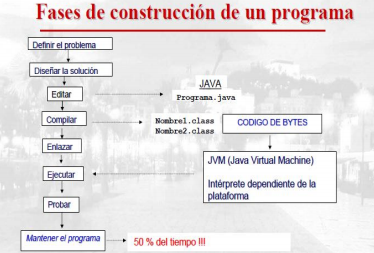 Fases de construcción de un programa
Definir el problema
Diseñar la solución
Editar
JAVA
Programa.java
Compilar
Nombre1.class
Nombre2.class
CODIGO DE BYTES
Enlazar
Ejecutar
JVM (Java Virtual Machine)
Intérprete dependiente de la
plataforma
Probar
Mantener el programa
50 % del tiempo !!!